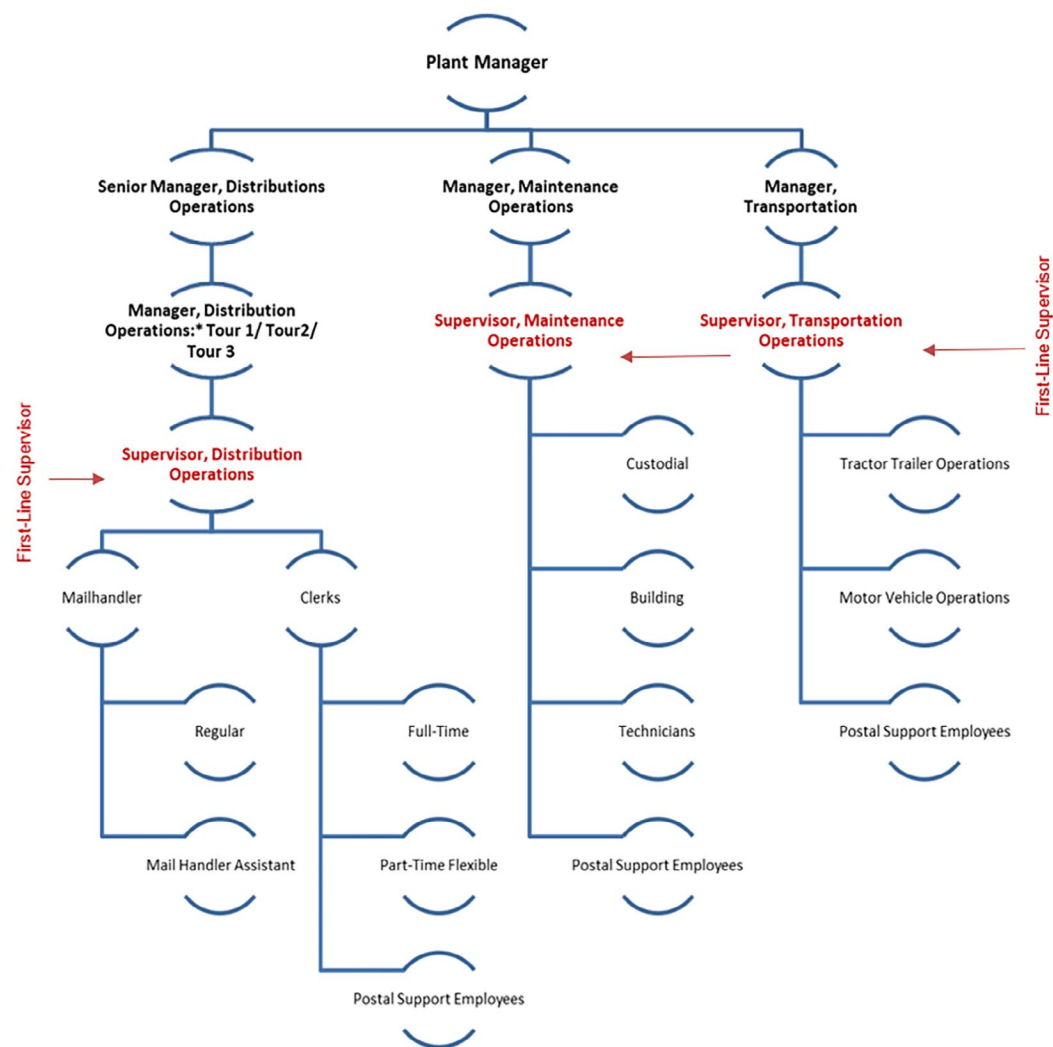 Plant Manager
Senior Manager, Distributions
Operations
Manager, Maintenance
Operations
Manager,
Transportation
Manager, Distribution
Operations:* Tour 1/ Tour2/
Tour 3
Supervisor, Maintenance
Operations
Supervisor, Transportation
Operations
First-Line Supervisor
First-Line Supervisor
Supervisor, Distribution
Operations
Custodial
Tractor Trailer Operations
Mailhandler
Clerks
Building
Motor Vehicle Operations
Regular
Full-Time
Technicians
Postal Support Employees
Mail Handler Assistant
Part-Time Flexible
Postal Support Employees
Postal Support Employees